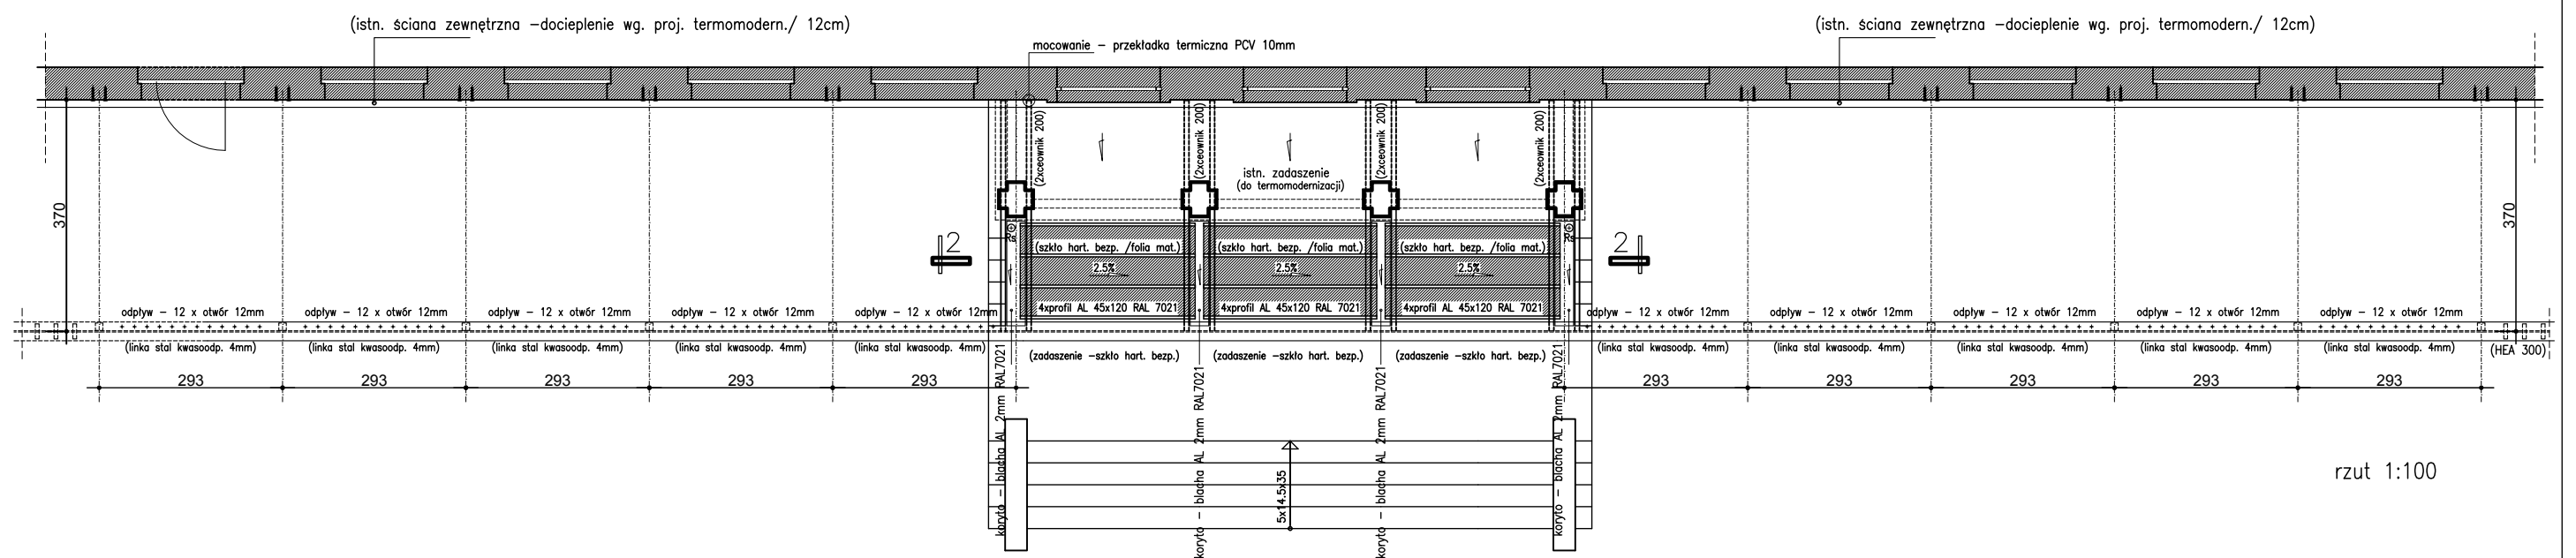 (istn. ściana zewnętrzna –docieplenie wg. proj. termomodern./ 12cm)
(istn. ściana zewnętrzna –docieplenie wg. proj. termomodern./ 12cm)
mocowanie – przekładka termiczna PCV 10mm
(2xceownik 200)
(2xceownik 200)
(2xceownik 200)
(2xceownik 200)
istn. zadaszenie
(do termomodernizacji)
370
370
2
2
(szkło hart. bezp. /folia mat.)
(szkło hart. bezp. /folia mat.)
(szkło hart. bezp. /folia mat.)
2.5%
2.5%
2.5%
4xprofil AL 45x120 RAL 7021
4xprofil AL 45x120 RAL 7021
4xprofil AL 45x120 RAL 7021
odpływ – 12 x otwór 12mm
odpływ – 12 x otwór 12mm
odpływ – 12 x otwór 12mm
odpływ – 12 x otwór 12mm
odpływ – 12 x otwór 12mm
odpływ – 12 x otwór 12mm
odpływ – 12 x otwór 12mm
odpływ – 12 x otwór 12mm
odpływ – 12 x otwór 12mm
odpływ – 12 x otwór 12mm
(linka stal kwasoodp. 4mm)
(linka stal kwasoodp. 4mm)
(linka stal kwasoodp. 4mm)
(linka stal kwasoodp. 4mm)
(linka stal kwasoodp. 4mm)
(zadaszenie –szkło hart. bezp.)
(zadaszenie –szkło hart. bezp.)
(zadaszenie –szkło hart. bezp.)
(linka stal kwasoodp. 4mm)
(linka stal kwasoodp. 4mm)
(linka stal kwasoodp. 4mm)
(linka stal kwasoodp. 4mm)
(linka stal kwasoodp. 4mm)
(HEA 300)
293
293
293
293
293
293
293
293
293
293
koryto – blacha AL 2mm RAL7021
koryto – blacha AL 2mm RAL7021
koryto – blacha AL 2mm RAL7021
koryto – blacha AL 2mm RAL7021
5x14.5x35
rzut 1:100